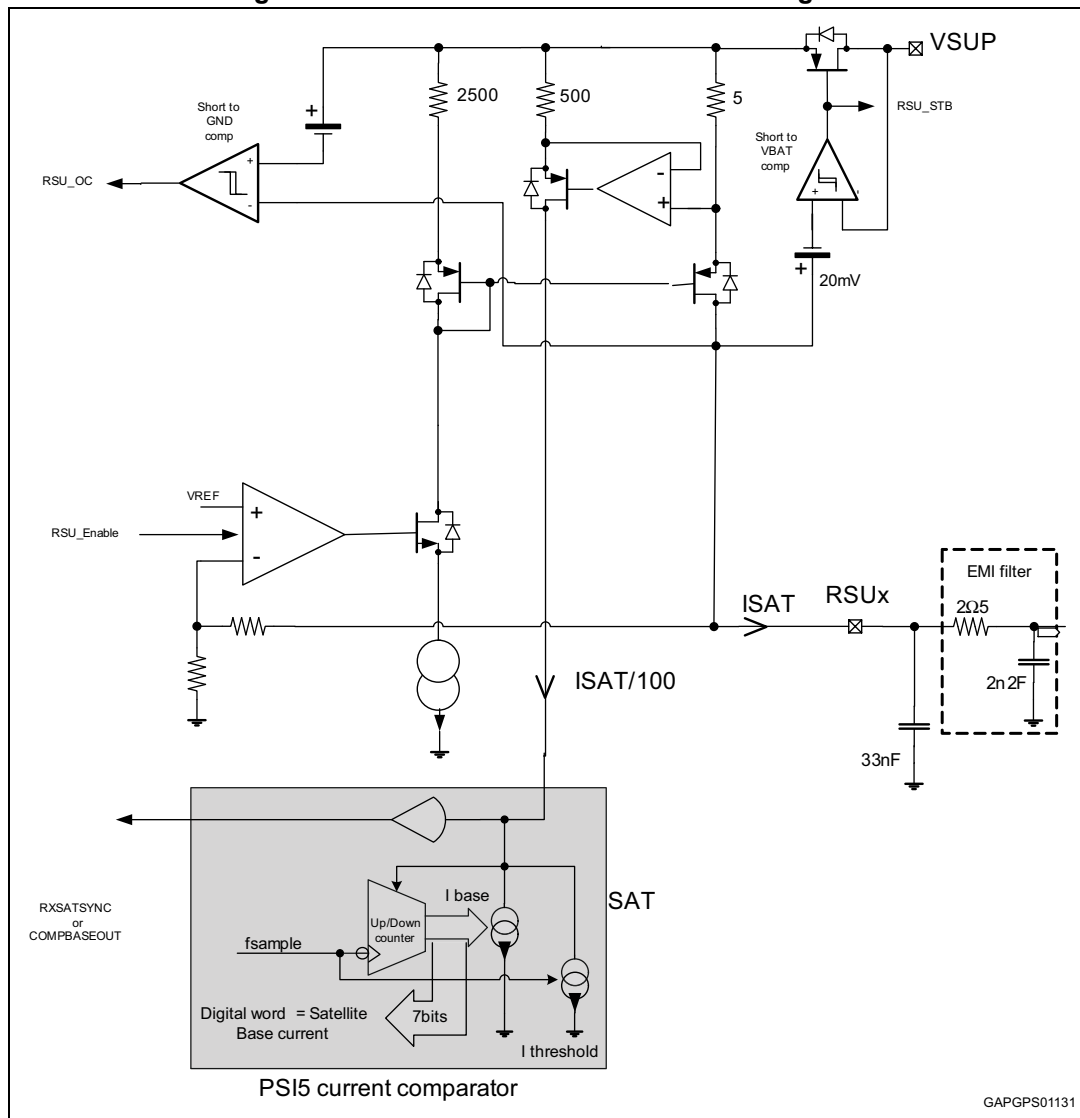 VSUP
2500
500
5
Short to
GND
comp
+
RSU_STB
Short to
VBAT
comp
+
-
-
+
RSU_OC
-
+
+
20mV
VREF
RSU_Enable
+
-
EMI filter
ISAT
RSUx
2Ω5
ISAT/100
2n2F
33nF
SAT
I base
Up/Down
counter
RXSATSYNC
or
COMPBASEOUT
fsample
Digital word = Satellite
Base current
7bits
I threshold
PSI5 current comparator
GAPGPS01131